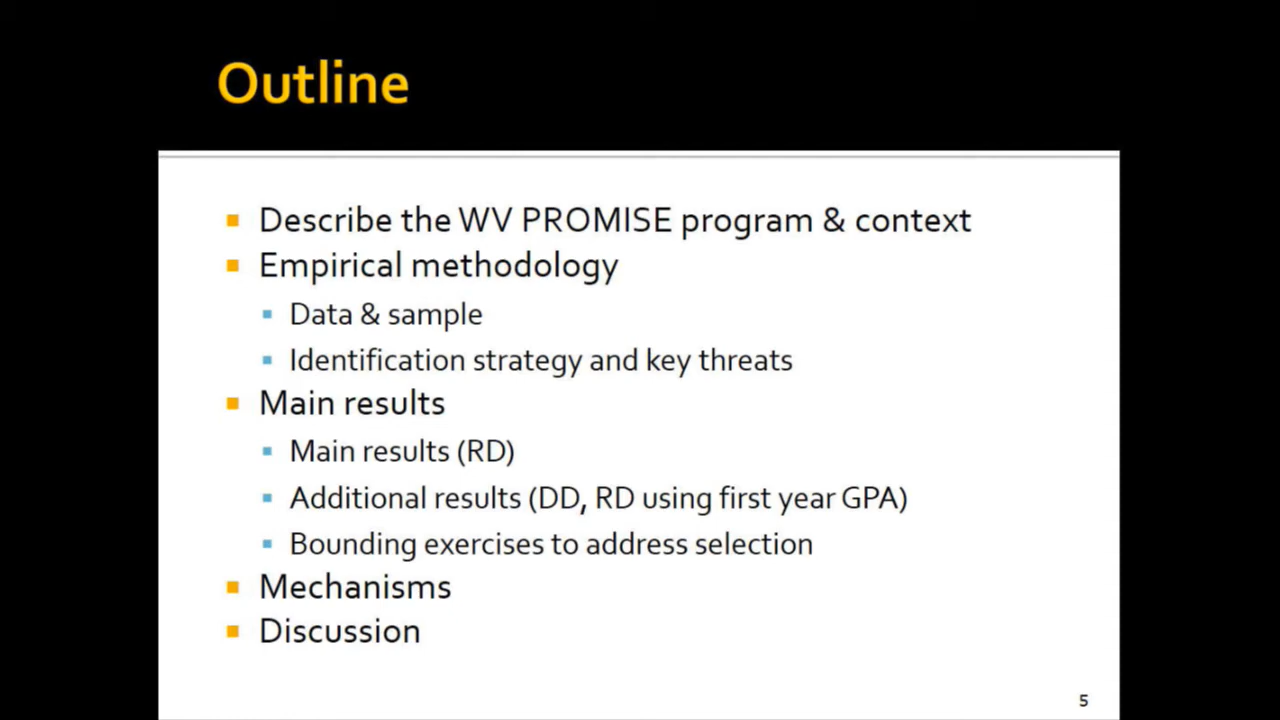 Outline
Describe the WV PROMISE program & context
Empirical methodology
Data & sample
Identification strategy and key threats
Main results
Main results (RD)
Additional results (DD, RD using first year GPA)
Bounding exercises to address selection
Mechanisms
Discussion
5